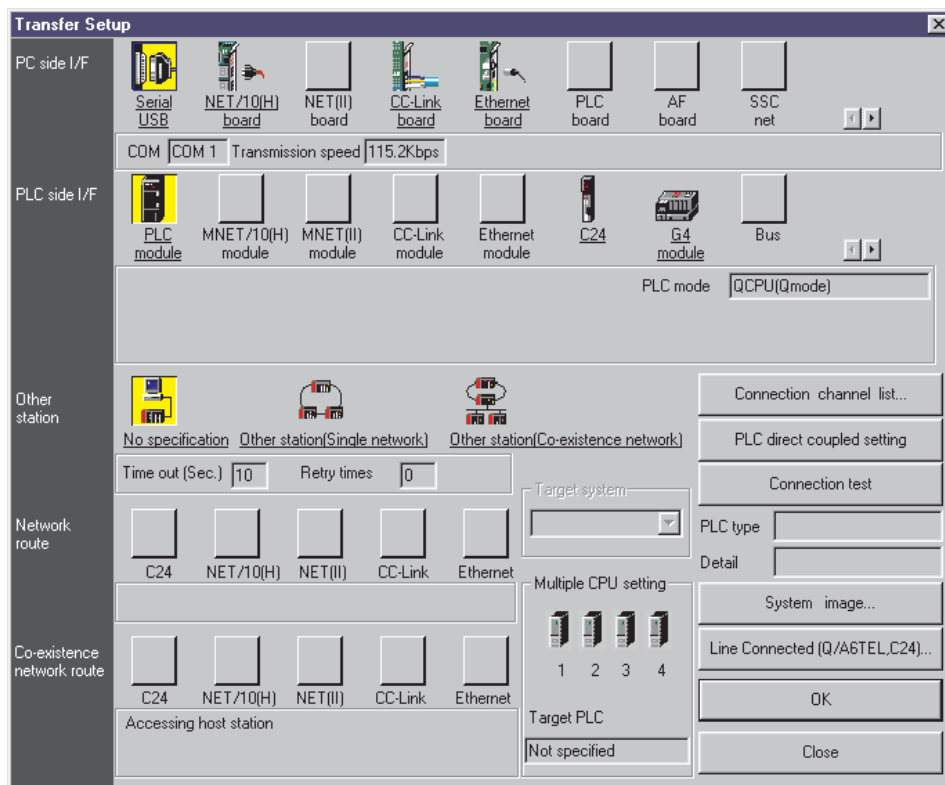 Transfer Setup
PC side I/F
Serial USB
NET/10(H) board
NET(II) board
CC-Link board
Ethernet board
PLC board
AF board
SSC net
COM COM 1 Transmission speed 115.2Kbps
PLC side I/F
PLC module
MNET/10(H) module
MNET(II) module
CC-Link module
Ethernet module
C24
G4 module
Bus
PLC mode QCPU(Qmode)
Other station
No specification
Other station(Single network)
Other station(Co-existence network)
Time out (Sec.) 10 Retry times 0
Network route
C24 NET/10(H) NET(II) CC-Link Ethernet
Co-existence network route
C24 NET/10(H) NET(II) CC-Link Ethernet
Accessing host station
Target system
Multiple CPU setting
1 2 3 4
Target PLC
Not specified
Connection channel list...
PLC direct coupled setting
Connection test
PLC type
Detail
System image...
Line Connected (Q/A6TEL,C24)...
OK
Close